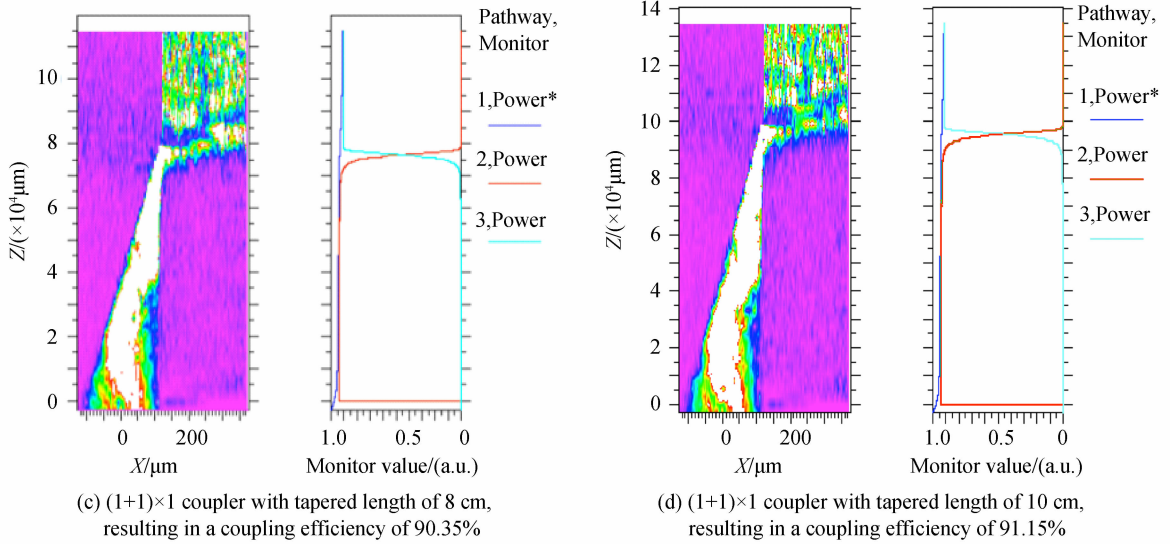 10
8
6
4
2
0
Z/(×10⁴μm)
0
200
X/μm
1.0
0.5
0
Monitor value/(a.u.)
Pathway,
Monitor
1,Power*
2,Power
3,Power
(c) (1+1)×1 coupler with tapered length of 8 cm,
resulting in a coupling efficiency of 90.35%
14
12
10
8
6
4
2
0
Z/(×10⁴μm)
0
200
X/μm
1.0
0.5
0
Monitor value/(a.u.)
Pathway,
Monitor
1,Power*
2,Power
3,Power
(d) (1+1)×1 coupler with tapered length of 10 cm,
resulting in a coupling efficiency of 91.15%